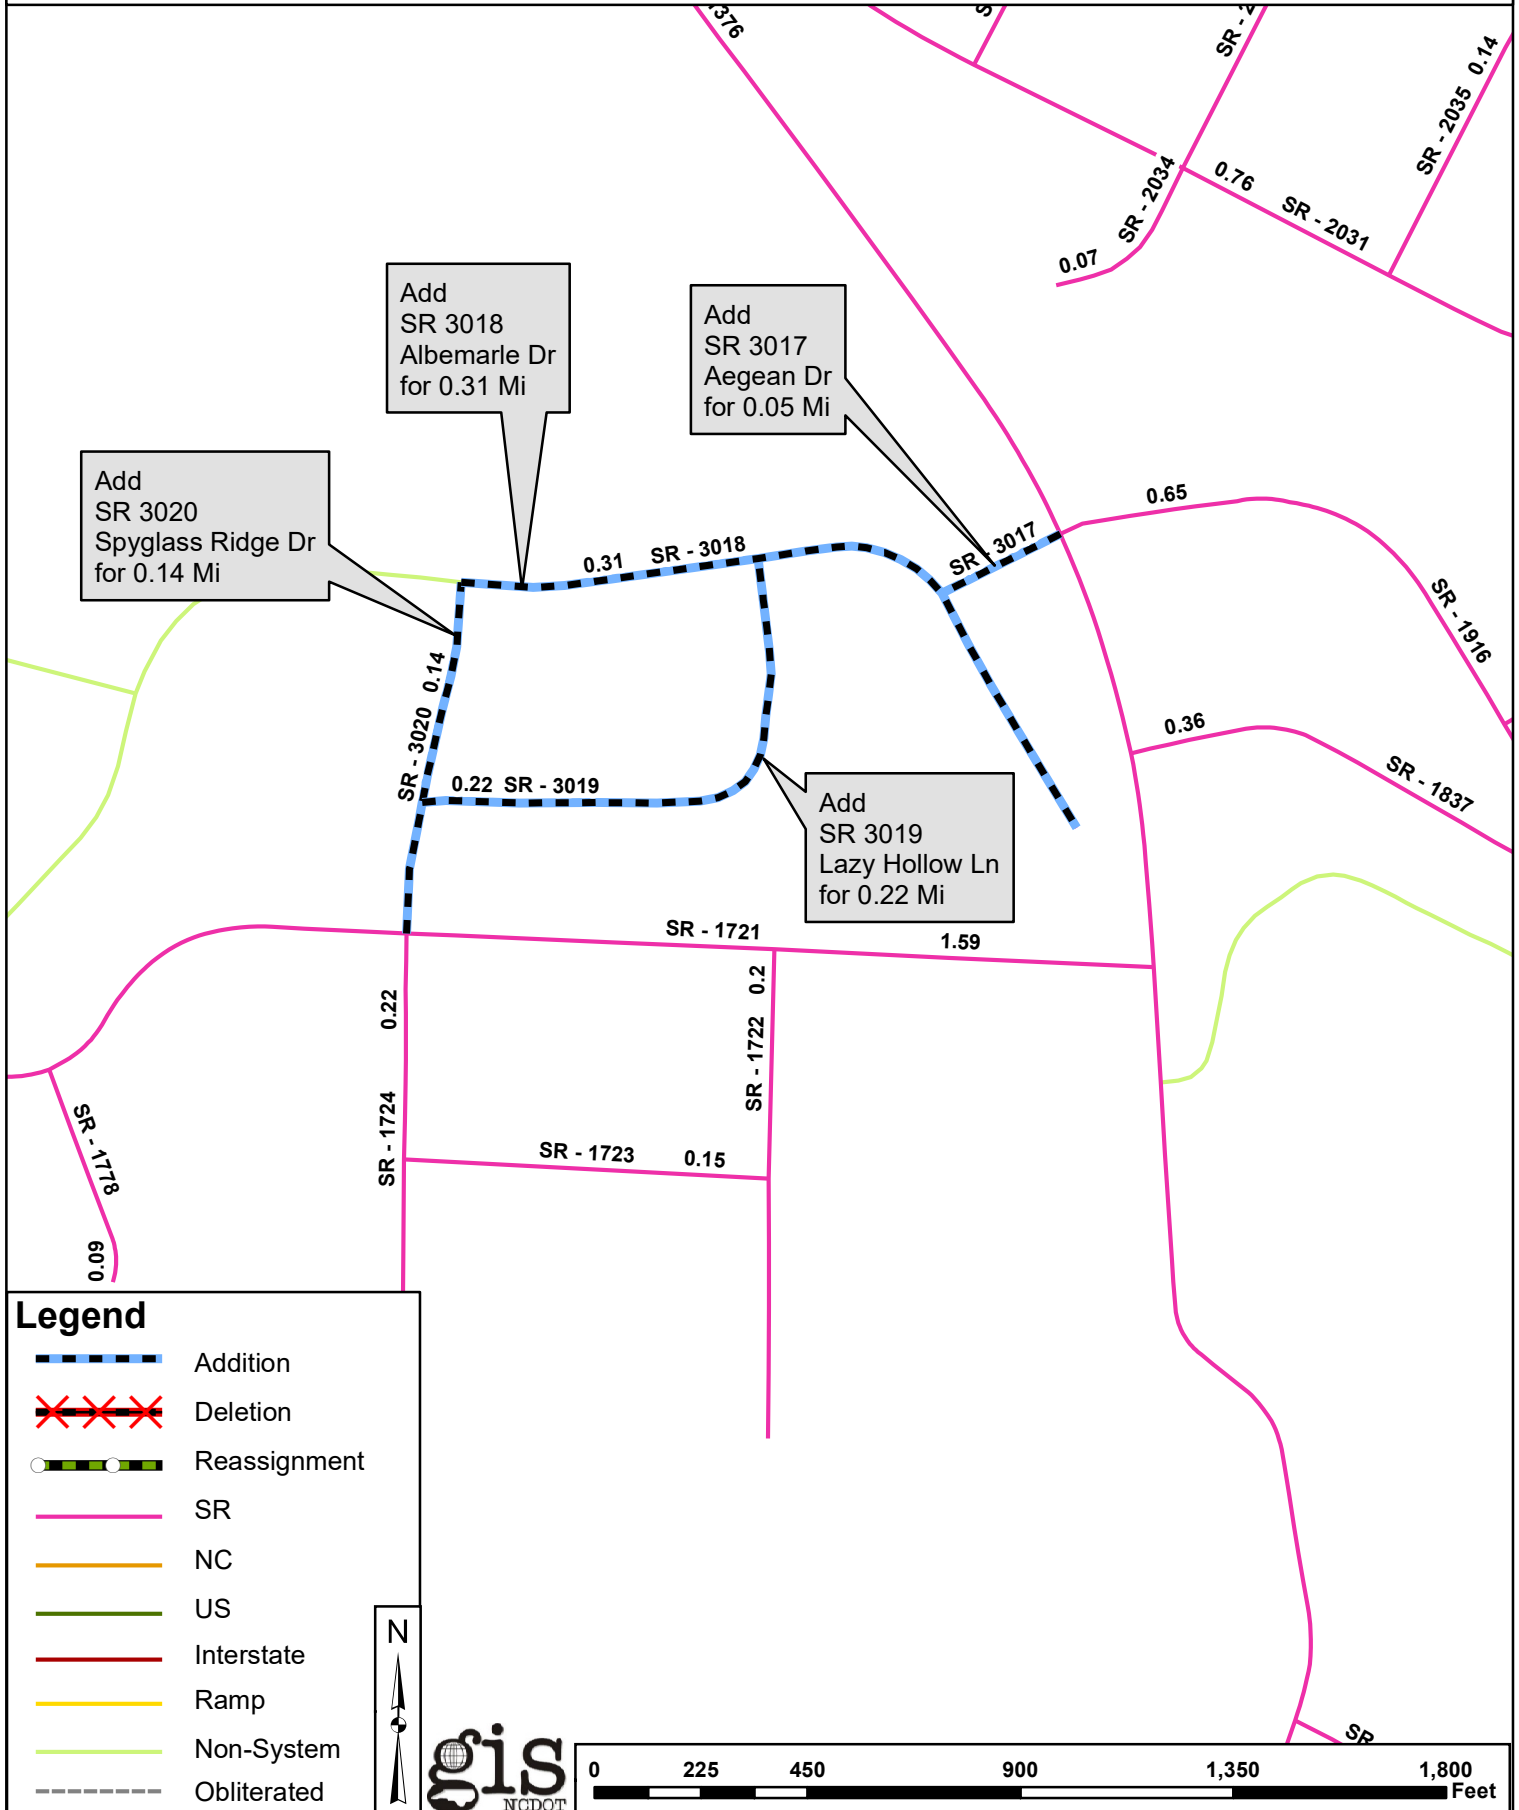 1376
SR - 2
SR - 2035 0.14
SR - 2034
0.76
SR - 2031
0.07
Add
SR 3018
Albemarle Dr
for 0.31 Mi
Add
SR 3017
Aegean Dr
for 0.05 Mi
Add
SR 3020
Spyglass Ridge Dr
for 0.14 Mi
0.65
0.31 SR - 3018
SR - 3017
SR - 1916
SR - 3020 0.14
0.36
SR - 1837
0.22 SR - 3019
Add
SR 3019
Lazy Hollow Ln
for 0.22 Mi
SR - 1721
1.59
0.22
SR - 1724
0.2
SR - 1722
SR - 1723 0.15
SR - 1778
0.09
SR
Legend
Addition
Deletion
Reassignment
SR
NC
US
Interstate
Ramp
Non-System
Obliterated
N
gis
NCDOT
0 225 450 900 1,350 1,800
Feet